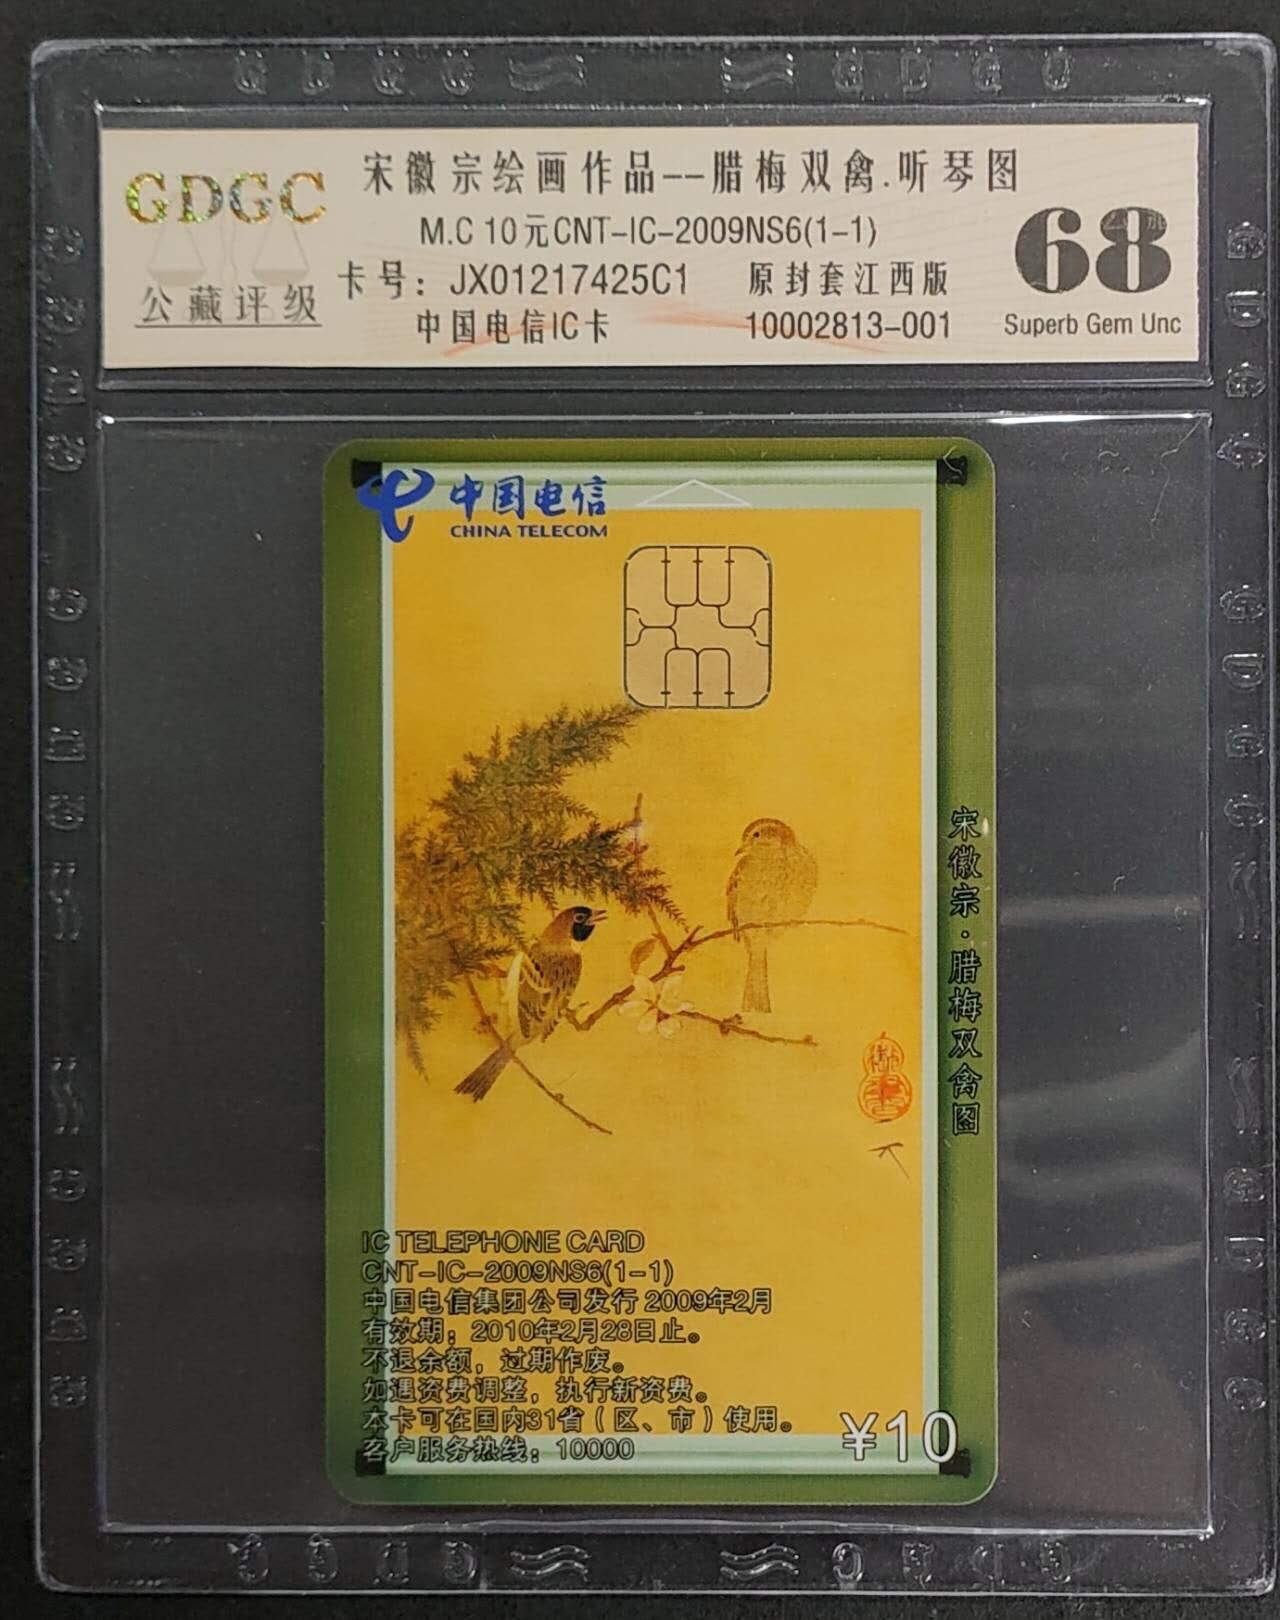 GDGC
公藏评级
宋徽宗绘画作品--腊梅双禽.听琴图
M.C 10元CNT-IC-2009NS6(1-1)
卡号：JX01217425C1 原封套江西版
中国电信IC卡 10002813-001
68
Superb Gem Unc
中国电信
CHINA TELECOM
宋徽宗·腊梅双禽图
IC TELEPHONE CARD
CNT-IC-2009NS6(1-1)
中国电信集团公司发行 2009年2月
有效期：2010年2月28日止。
不退余额，过期作废。
如遇资费调整，执行新资费。
本卡可在国内31省（区、市）使用。
客户服务热线：10000
¥10